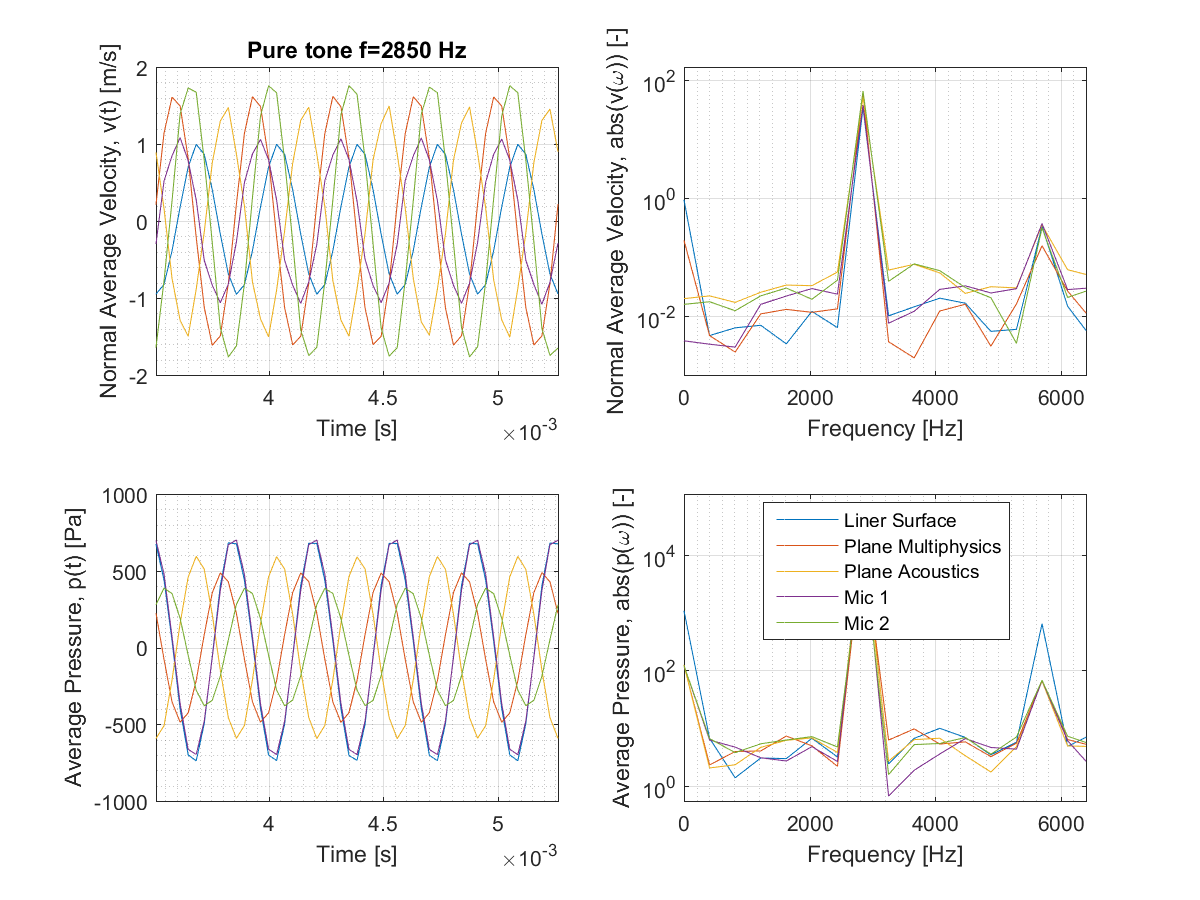 Pure tone f=2850 Hz
Normal Average Velocity, v(t) [m/s]
2
1
0
-1
-2
4
4.5
5
Time [s]
×10-3
Normal Average Velocity, abs(v(ω)) [-]
102
100
10-2
0
2000
4000
6000
Frequency [Hz]
Average Pressure, p(t) [Pa]
1000
500
0
-500
-1000
4
4.5
5
Time [s]
×10-3
Average Pressure, abs(p(ω)) [-]
104
102
100
0
2000
4000
6000
Frequency [Hz]
Liner Surface
Plane Multiphysics
Plane Acoustics
Mic 1
Mic 2